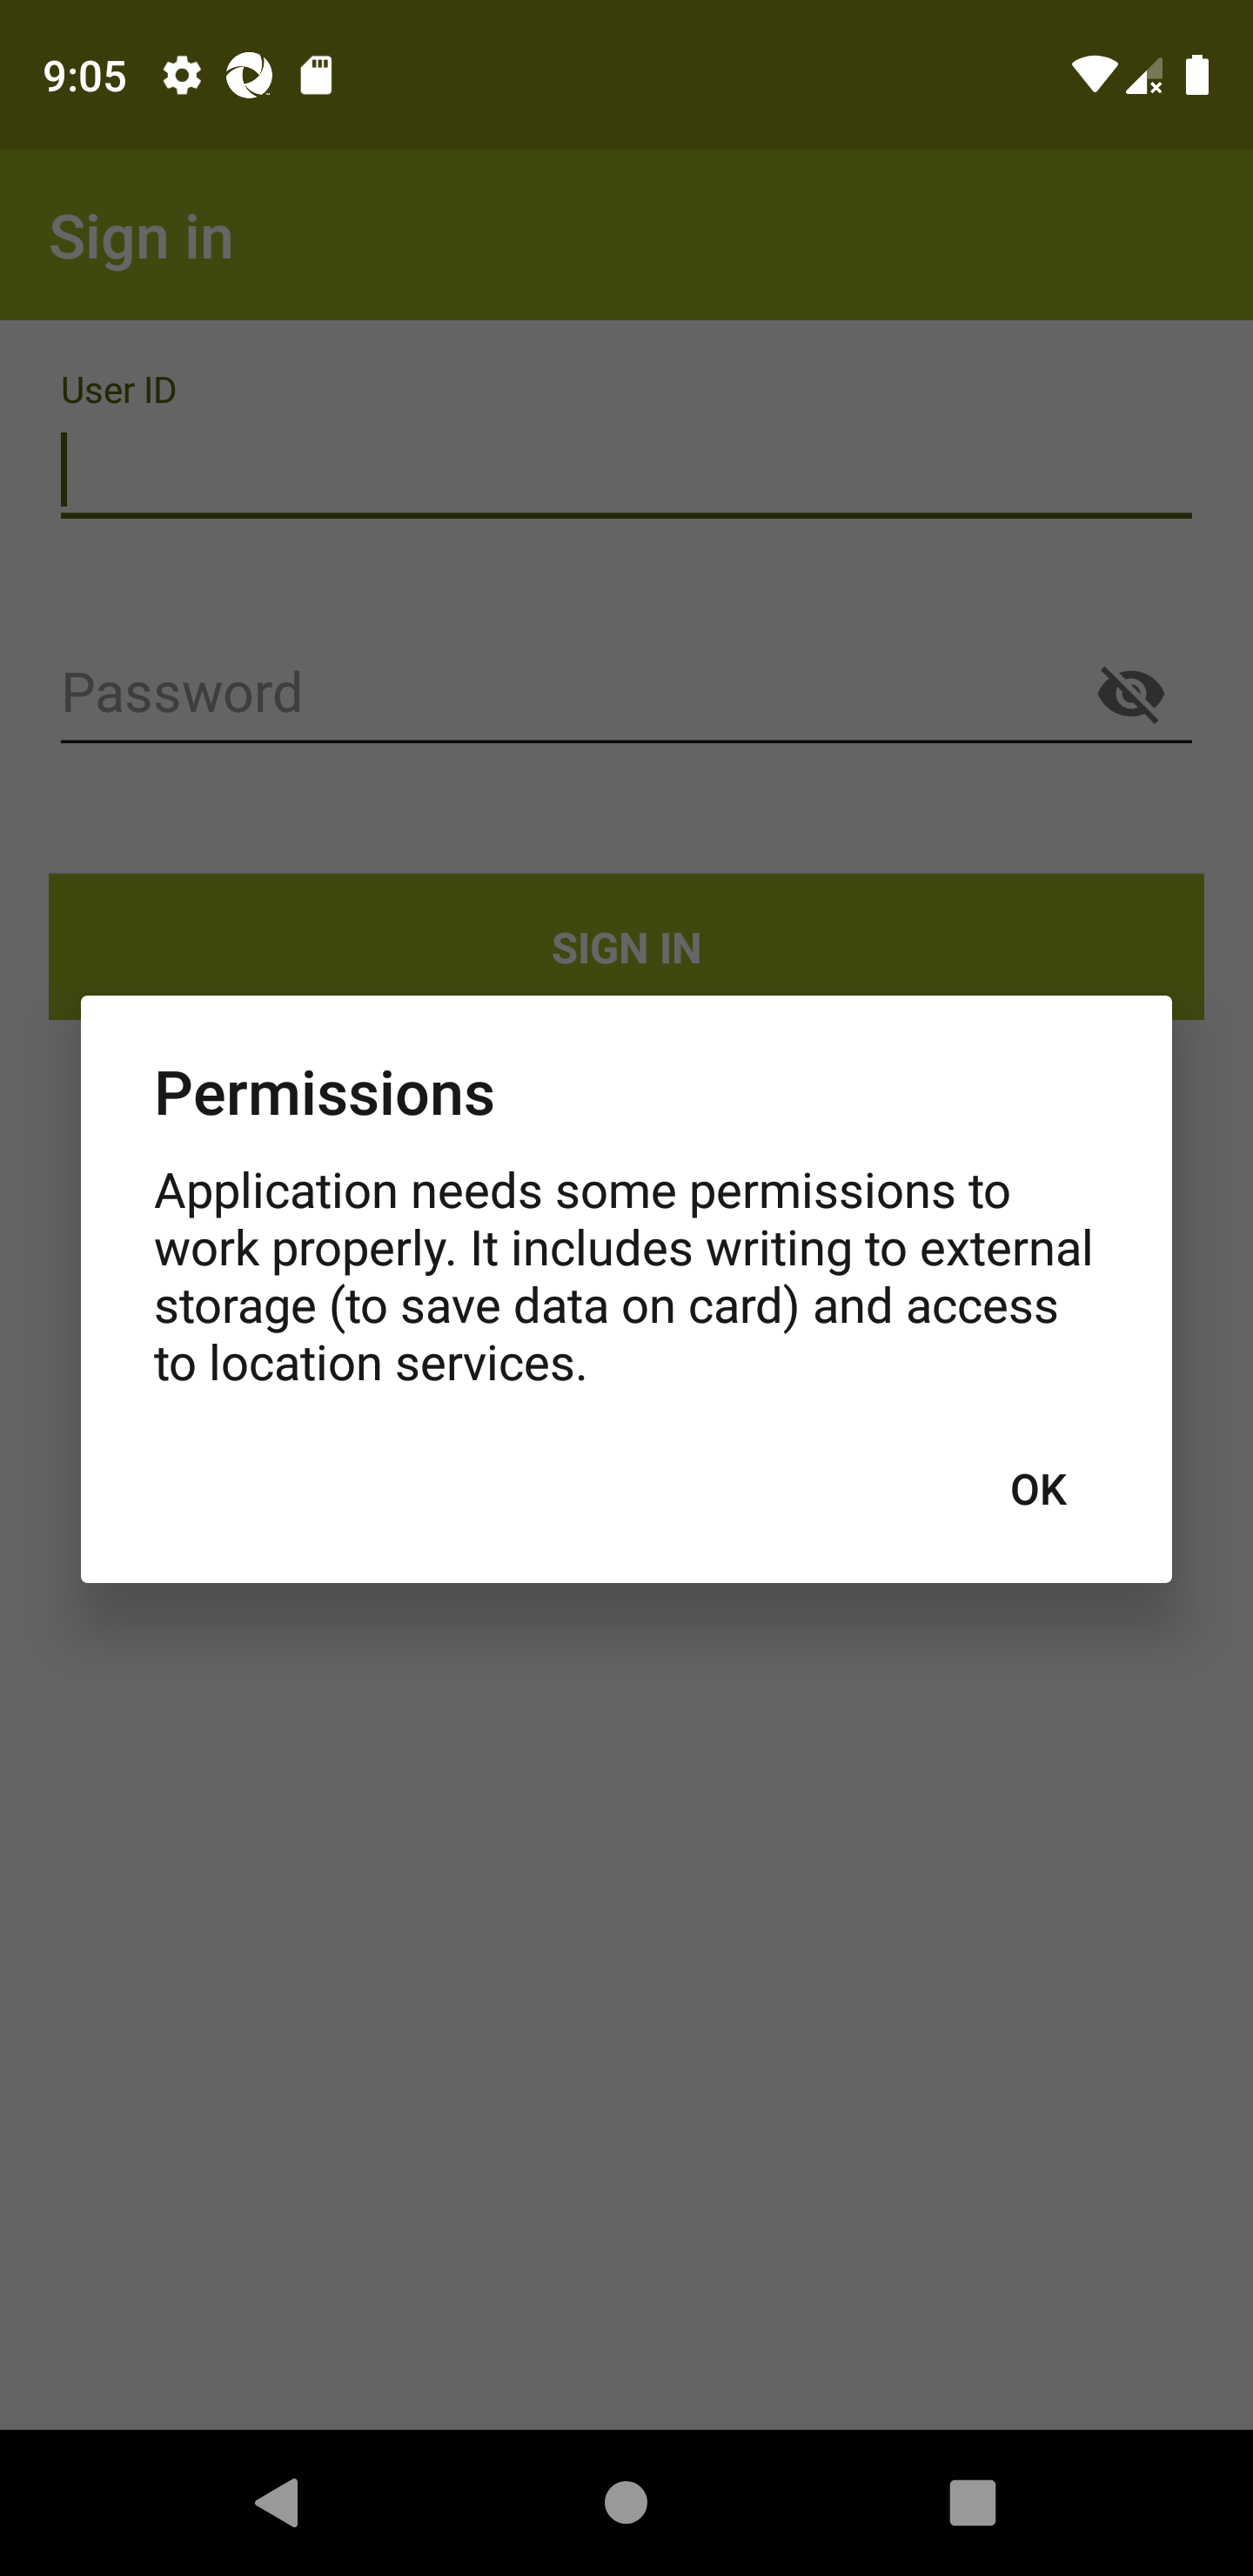 9:05
Sign in
User ID
Password
SIGN IN
Permissions
Application needs some permissions to
work properly. It includes writing to external
storage (to save data on card) and access
to location services.
OK